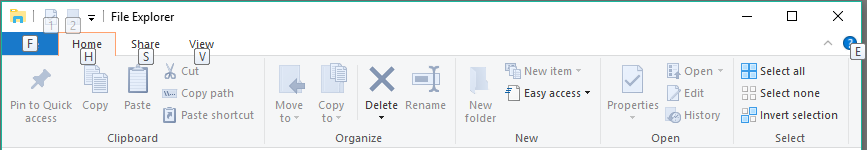 1 2 File Explorer
F Home Share View
H S V E
Pin to Quick access
Copy
Paste
Cut
Copy path
Paste shortcut
Clipboard
Move to
Copy to
Delete
Rename
Organize
New folder
New item
Easy access
New
Properties
Open
Edit
History
Open
Select all
Select none
Invert selection
Select